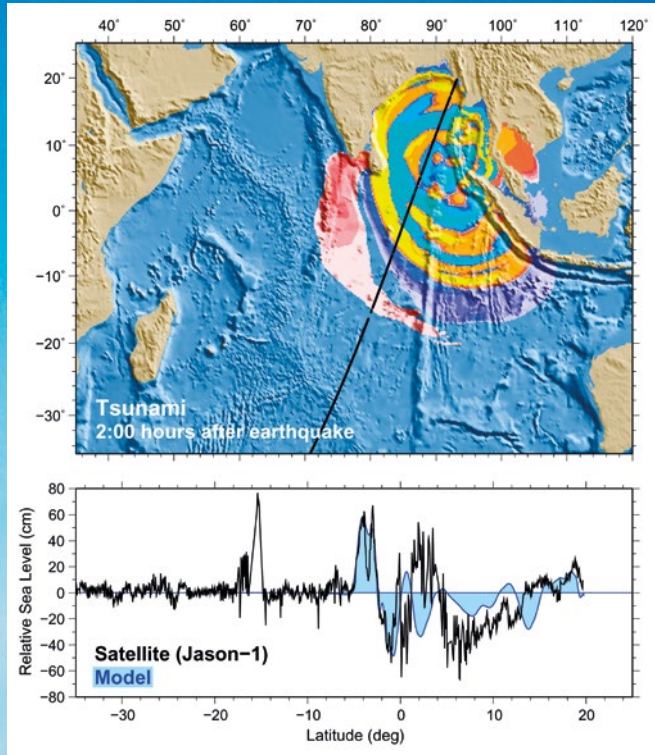 40° 50° 60° 70° 80° 90° 100° 110° 120°
20°
10°
0°
−10°
−20°
−30°
Tsunami
2:00 hours after earthquake
80
60
40
20
0
−20
−40
−60
−80
Relative Sea Level (cm)
Satellite (Jason−1)
Model
−30 −20 −10 0 10 20
Latitude (deg)